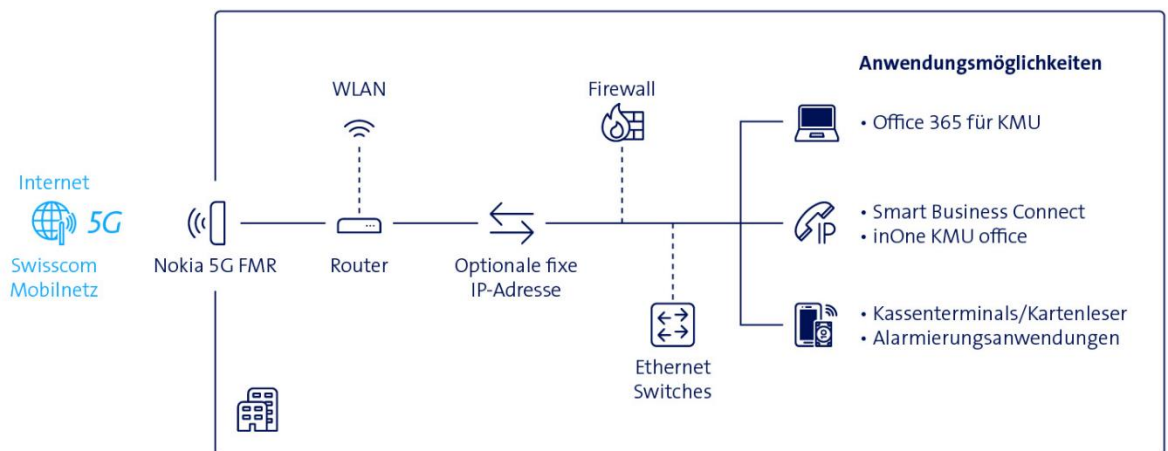 Anwendungsmöglichkeiten
WLAN
Firewall
• Office 365 für KMU
Internet
5G
Swisscom
Mobilnetz
Nokia 5G FMR
Router
Optionale fixe
IP-Adresse
IP
• Smart Business Connect
• inOne KMU office
Ethernet
Switches
• Kassenterminals/Kartenleser
• Alarmierungsanwendungen